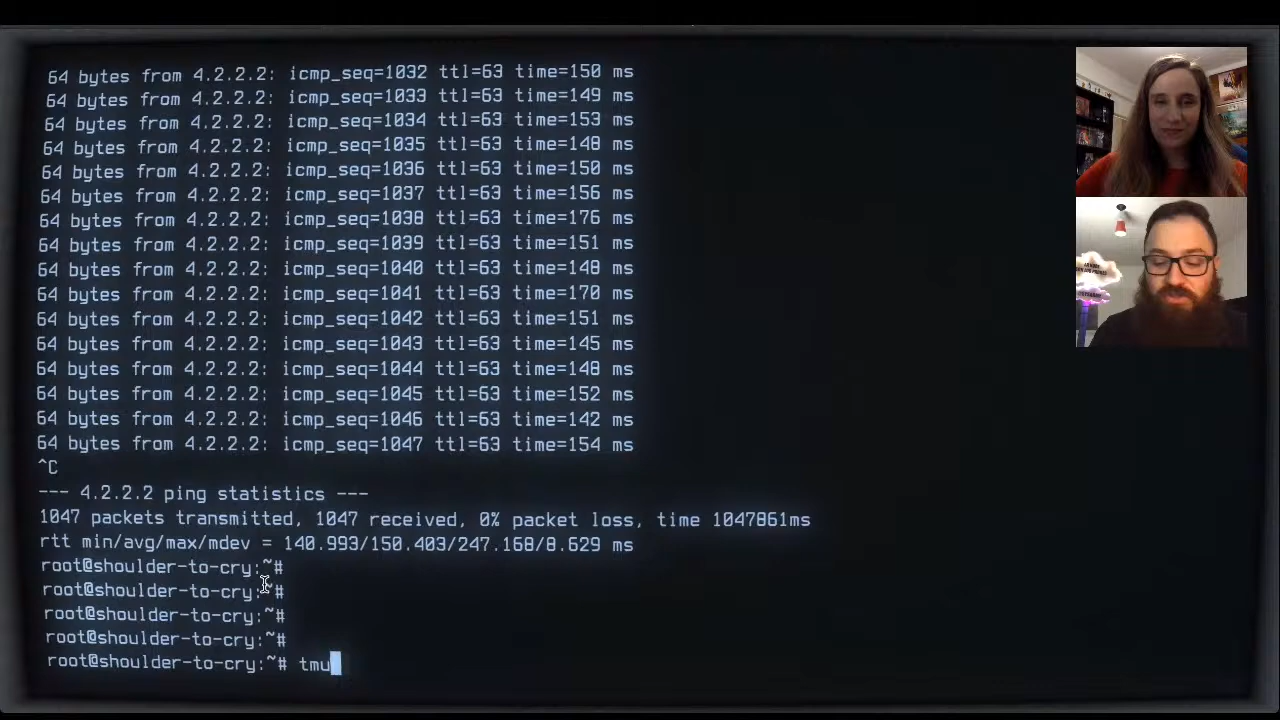 64 bytes from 4.2.2.2: icmp_seq=1032 ttl=63 time=150 ms
64 bytes from 4.2.2.2: icmp_seq=1033 ttl=63 time=149 ms
64 bytes from 4.2.2.2: icmp_seq=1034 ttl=63 time=153 ms
64 bytes from 4.2.2.2: icmp_seq=1035 ttl=63 time=148 ms
64 bytes from 4.2.2.2: icmp_seq=1036 ttl=63 time=150 ms
64 bytes from 4.2.2.2: icmp_seq=1037 ttl=63 time=156 ms
64 bytes from 4.2.2.2: icmp_seq=1038 ttl=63 time=176 ms
64 bytes from 4.2.2.2: icmp_seq=1039 ttl=63 time=151 ms
64 bytes from 4.2.2.2: icmp_seq=1040 ttl=63 time=148 ms
64 bytes from 4.2.2.2: icmp_seq=1041 ttl=63 time=170 ms
64 bytes from 4.2.2.2: icmp_seq=1042 ttl=63 time=151 ms
64 bytes from 4.2.2.2: icmp_seq=1043 ttl=63 time=145 ms
64 bytes from 4.2.2.2: icmp_seq=1044 ttl=63 time=148 ms
64 bytes from 4.2.2.2: icmp_seq=1045 ttl=63 time=152 ms
64 bytes from 4.2.2.2: icmp_seq=1046 ttl=63 time=142 ms
64 bytes from 4.2.2.2: icmp_seq=1047 ttl=63 time=154 ms
^C
--- 4.2.2.2 ping statistics ---
1047 packets transmitted, 1047 received, 0% packet loss, time 1047861ms
rtt min/avg/max/mdev = 140.993/150.403/247.168/8.629 ms
root@shoulder-to-cry:~#
root@shoulder-to-cry:~#
root@shoulder-to-cry:~#
root@shoulder-to-cry:~#
root@shoulder-to-cry:~# tmu